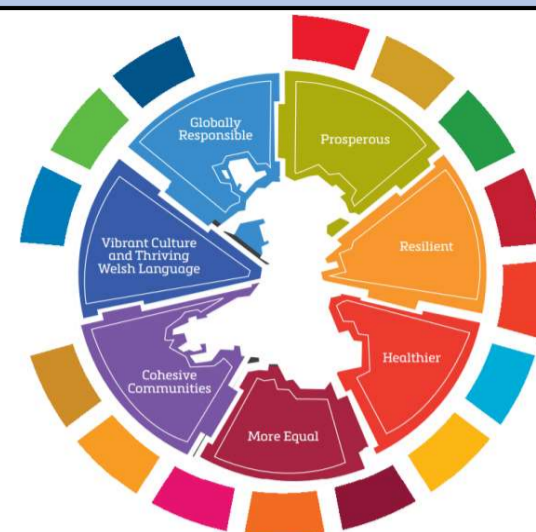 Globally
Responsible
Prosperous
Resilient
Healthier
More Equal
Cohesive
Communities
Vibrant Culture
and Thriving
Welsh Language